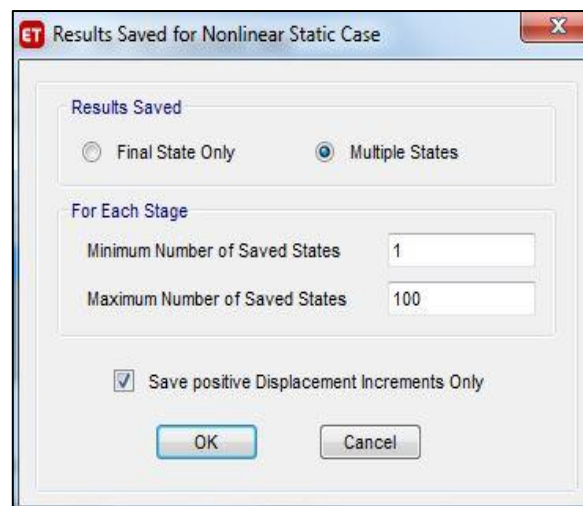 ET Results Saved for Nonlinear Static Case X
Results Saved
Final State Only Multiple States
For Each Stage
Minimum Number of Saved States 1
Maximum Number of Saved States 100
Save positive Displacement Increments Only
OK Cancel